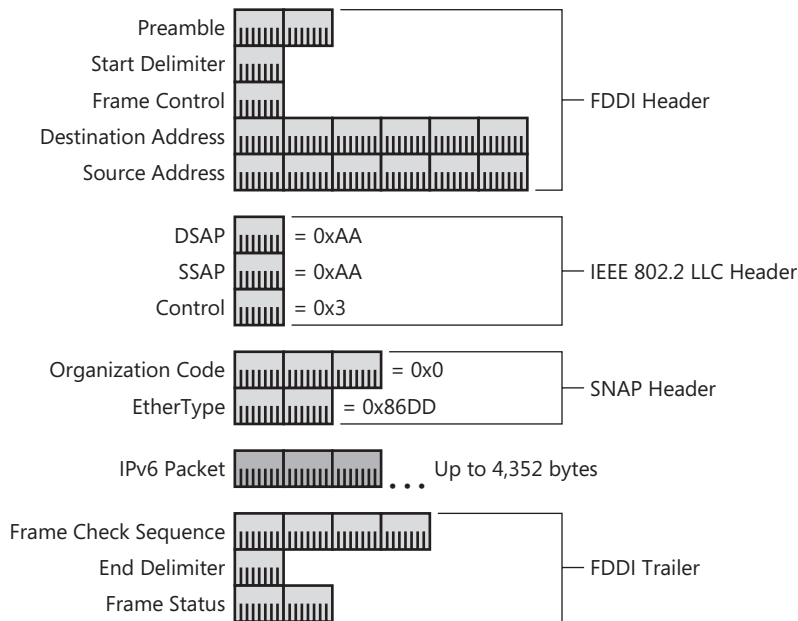 Preamble
Start Delimiter
Frame Control
Destination Address
Source Address
FDDI Header
DSAP = 0xAA
SSAP = 0xAA
Control = 0x3
IEEE 802.2 LLC Header
Organization Code = 0x0
EtherType = 0x86DD
SNAP Header
IPv6 Packet ... Up to 4,352 bytes
Frame Check Sequence
End Delimiter
Frame Status
FDDI Trailer